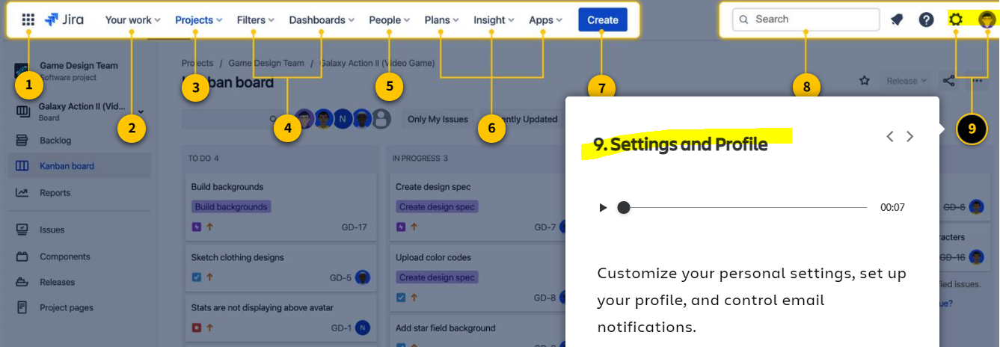 Jira
Your work
Projects
Filters
Dashboards
People
Plans
Insight
Apps
Create
Search
1
2
3
4
5
6
7
8
9
Game Design Team
Software project
Galaxy Action II (Vid...
Board
Backlog
Kanban board
Reports
Issues
Components
Releases
Project pages
Projects / Game Design Team / Galaxy Action II (Video Game)
Kanban board
Release
N
Only My Issues
TO DO 4
Build backgrounds
Build backgrounds
GD-17
Sketch clothing designs
GD-5
Stats are not displaying above avatar
GD-1
N
IN PROGRESS 3
Create design spec
Create design spec
GD-7
Upload color codes
Create design spec
GD-8
Add star field background
9. Settings and Profile
00:07
Customize your personal settings, set up
your profile, and control email
notifications.
GD-6
GD-16
issues.